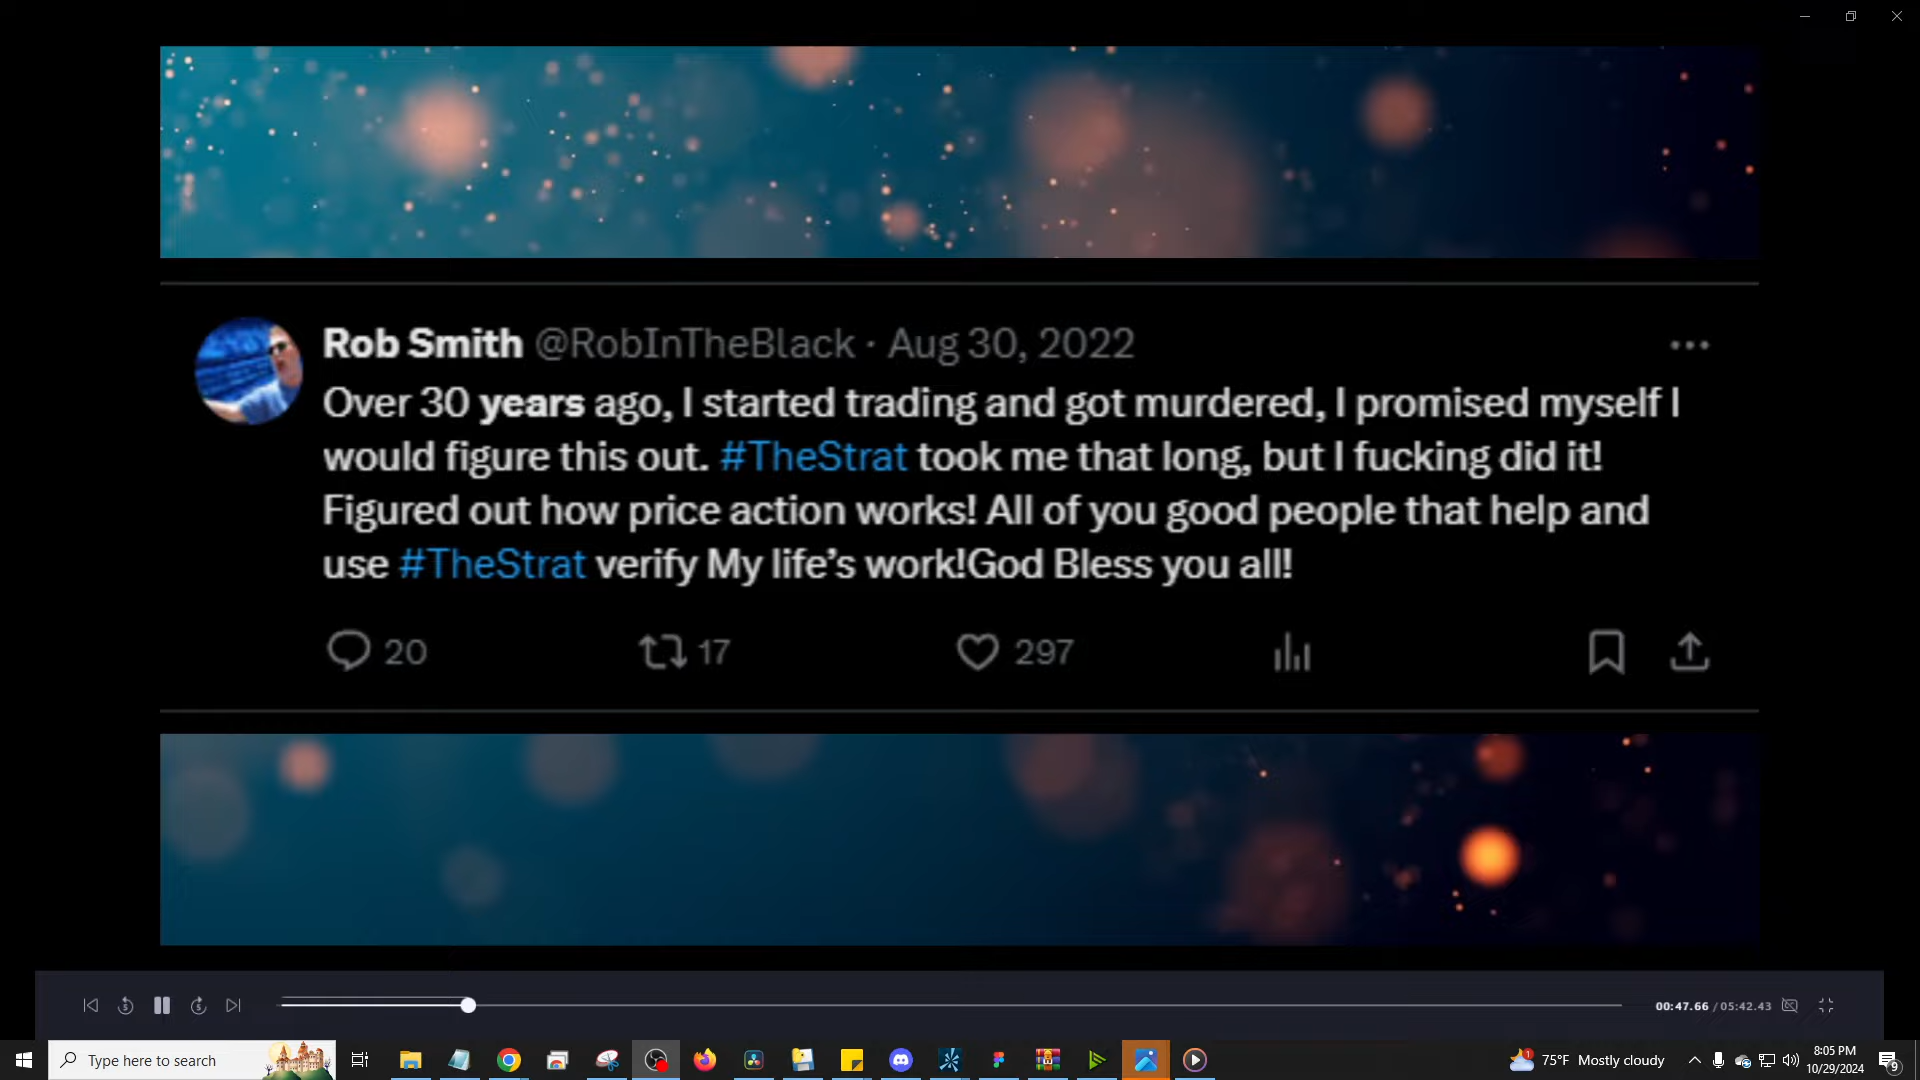 Rob Smith @RobInTheBlack · Aug 30, 2022
Over 30 years ago, I started trading and got murdered, I promised myself I
would figure this out. #TheStrat took me that long, but I fucking did it!
Figured out how price action works! All of you good people that help and
use #TheStrat verify My life’s work!God Bless you all!
20 17 297
5 5
00:47.66 / 05:42.43
Type here to search
1 75°F Mostly cloudy
8:05 PM
10/29/2024
9